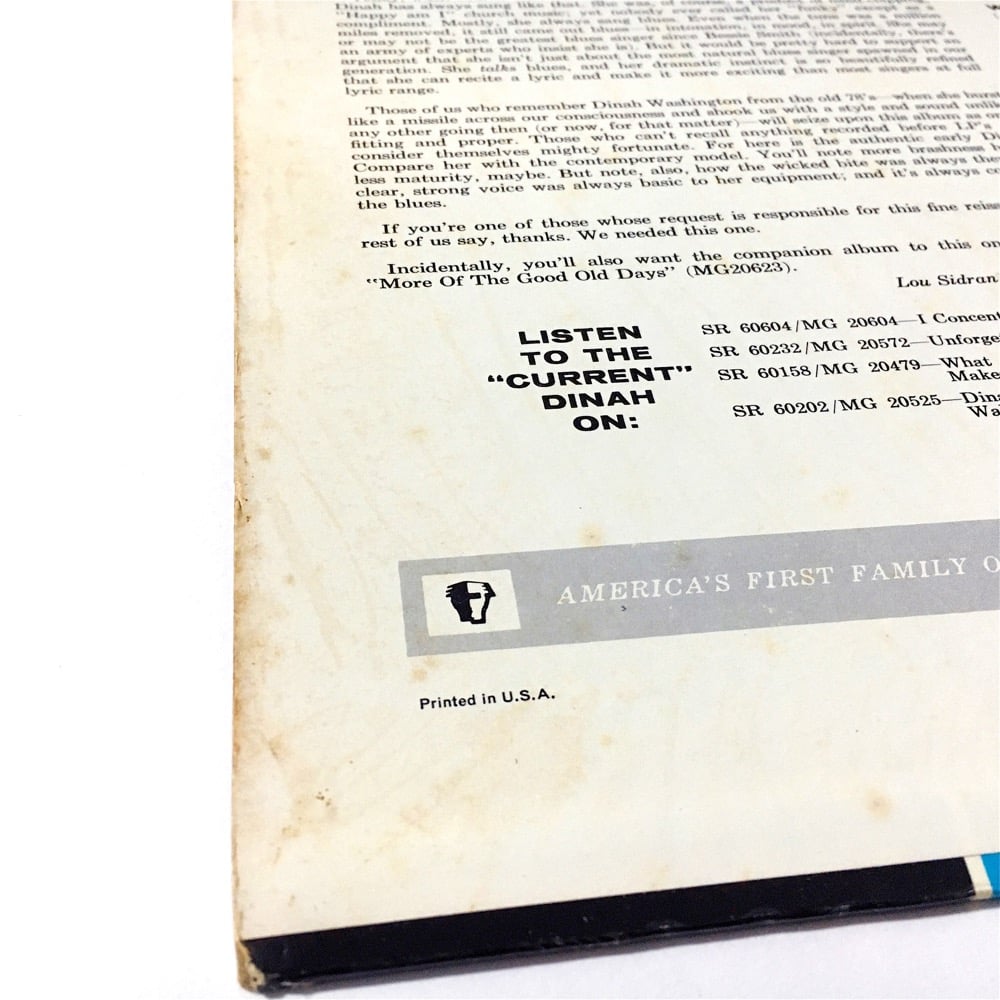 Dinah has always sung like that. She was, of course, a
"Happy am I" church music; yet nobody ever called her
compliment. Mostly, she always sang blues. Even when the tune was a million
miles removed, it still came out blues—in intonation, in mood, in spirit. She
or may not be the greatest blues singer since Bessie Smith (incidentally, there's
an army of experts who insist she is). But it would be pretty hard to support an
argument that she isn't just about the most natural blues singer spawned in our
generation. She talks blues, and her dramatic instinct is so beautifully refined
that she can recite a lyric and make it more exciting than most singers at full
lyric range.
Those of us who remember Dinah Washington from the old 78's—when she burst
like a missile across our consciousness and shook us with a style and sound unlik
any other going then (or now, for that matter)—will seize upon this album as
fitting and proper. Those who can't recall anything recorded before LP's
consider themselves mighty fortunate. For here is the authentic early D
Compare her with the contemporary model. You'll note more brashness h
less maturity, maybe. But note, also, how the wicked bite was always the
clear, strong voice was always basic to her equipment; and it's always co
the blues.
If you're one of those whose request is responsible for this fine reiss
rest of us say, thanks. We needed this one.
Incidentally, you'll also want the companion album to this on
"More Of The Good Old Days" (MG20623).
Lou Sidran
LISTEN
TO THE
"CURRENT"
DINAH
ON:
SR 60604/MG 20604—I Concent
SR 60232/MG 20572—Unforge
SR 60158/MG 20479—What
Make
SR 60202/MG 20525—Dina
Wa
AMERICA'S FIRST FAMILY O
Printed in U.S.A.